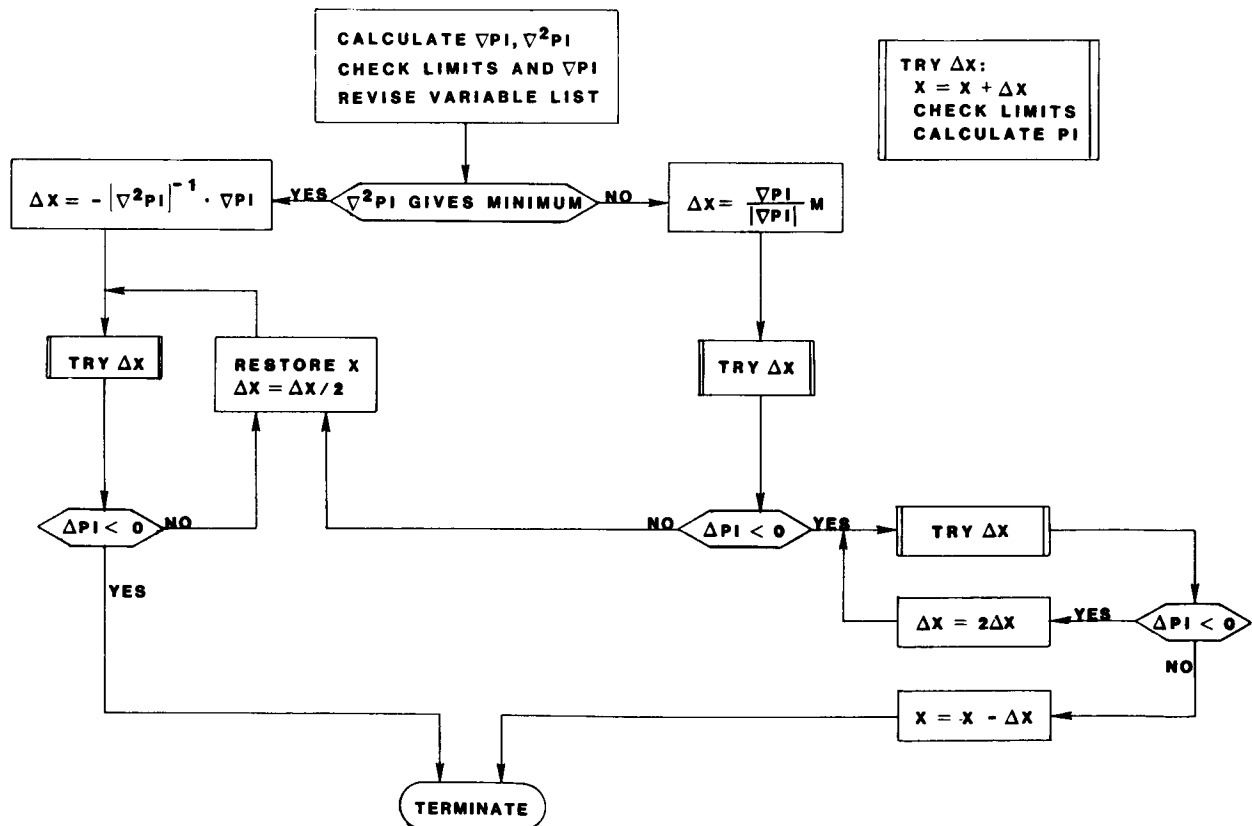 CALCULATE ∇PI, ∇²PI
CHECK LIMITS AND ∇PI
REVISE VARIABLE LIST
TRY ΔX:
X = X + ΔX
CHECK LIMITS
CALCULATE PI
ΔX = - [∇²PI]⁻¹ · ∇PI
YES
∇²PI GIVES MINIMUM
NO
ΔX = ∇PI / |∇PI| M
TRY ΔX
RESTORE X
ΔX = ΔX/2
TRY ΔX
ΔPI < 0
NO
NO
ΔPI < 0
YES
TRY ΔX
YES
ΔX = 2ΔX
YES
ΔPI < 0
NO
X = X - ΔX
TERMINATE